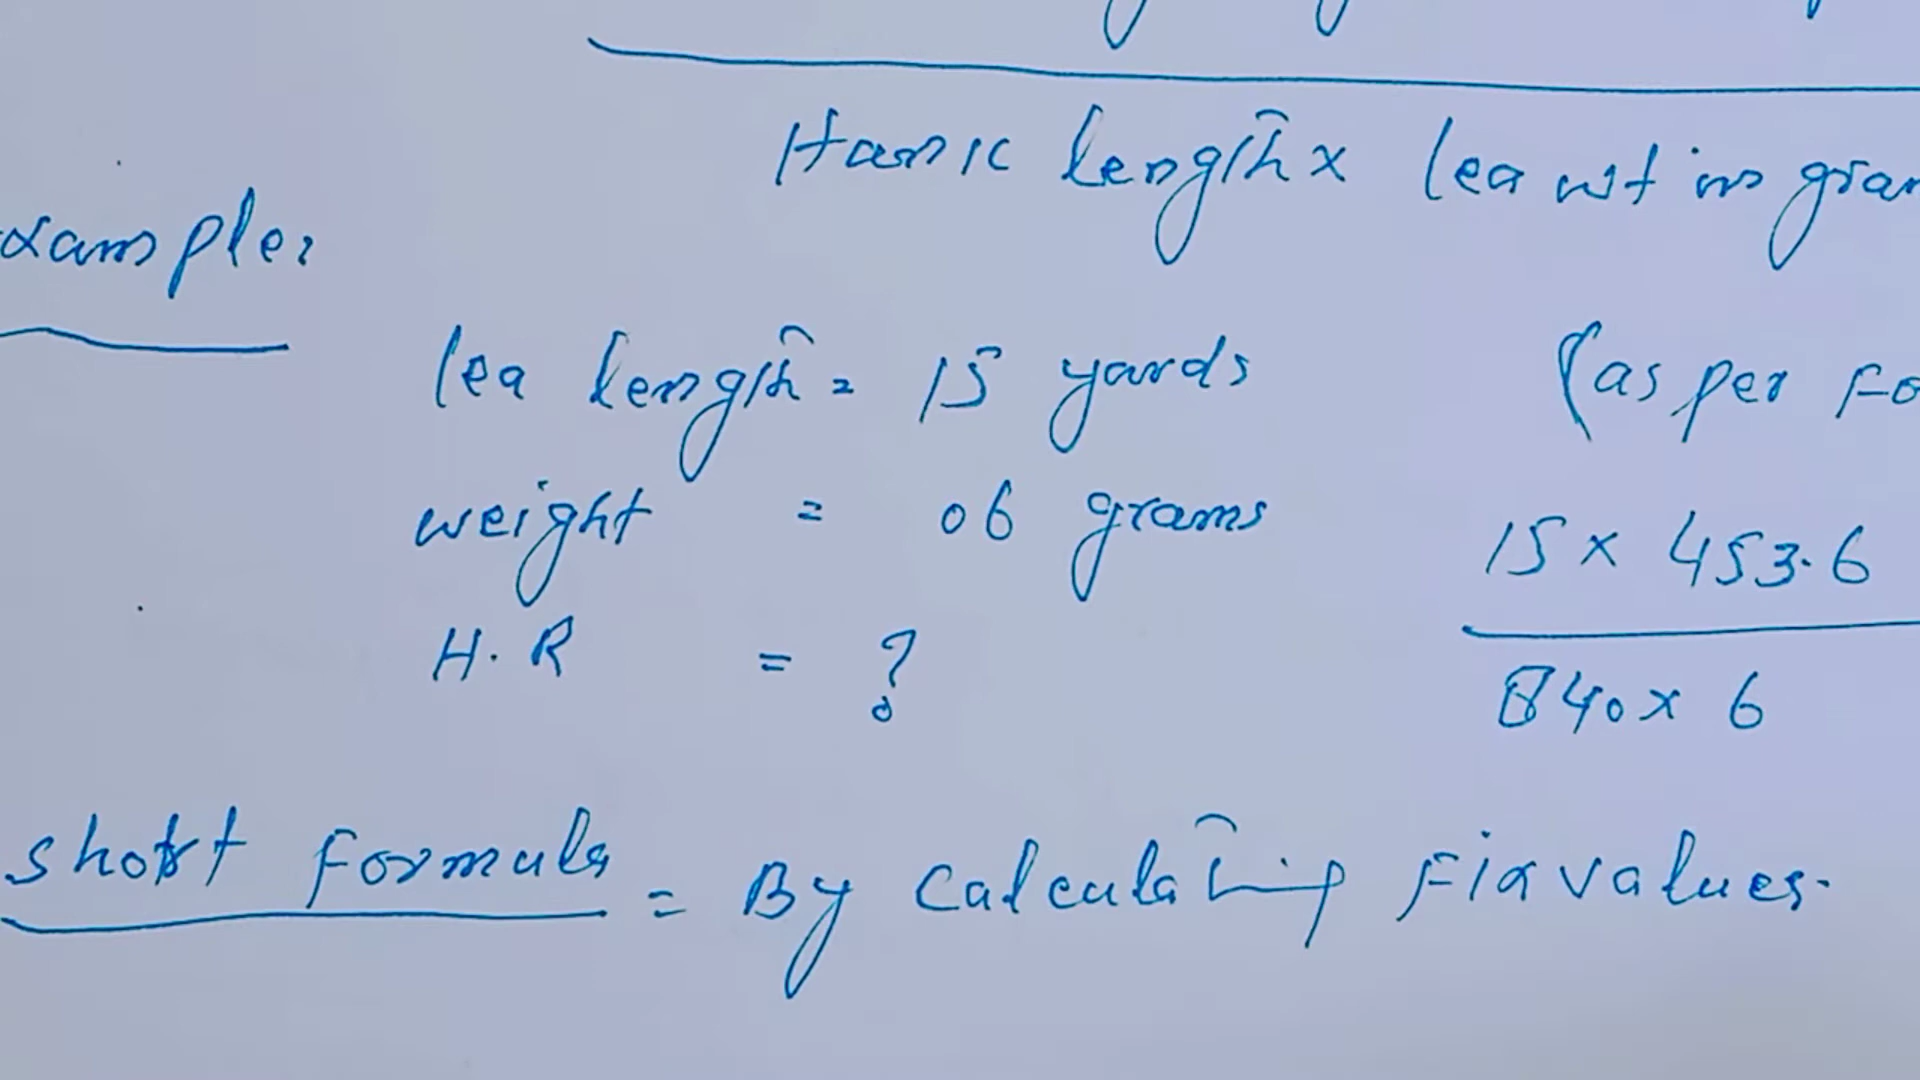 Hank length x lea wt in gram
xample:
lea length = 15 yards (as per Fo
weight = 06 grams
15 x 453.6
H.R = ?
840 x 6
short Formula = By calculating Fix values.